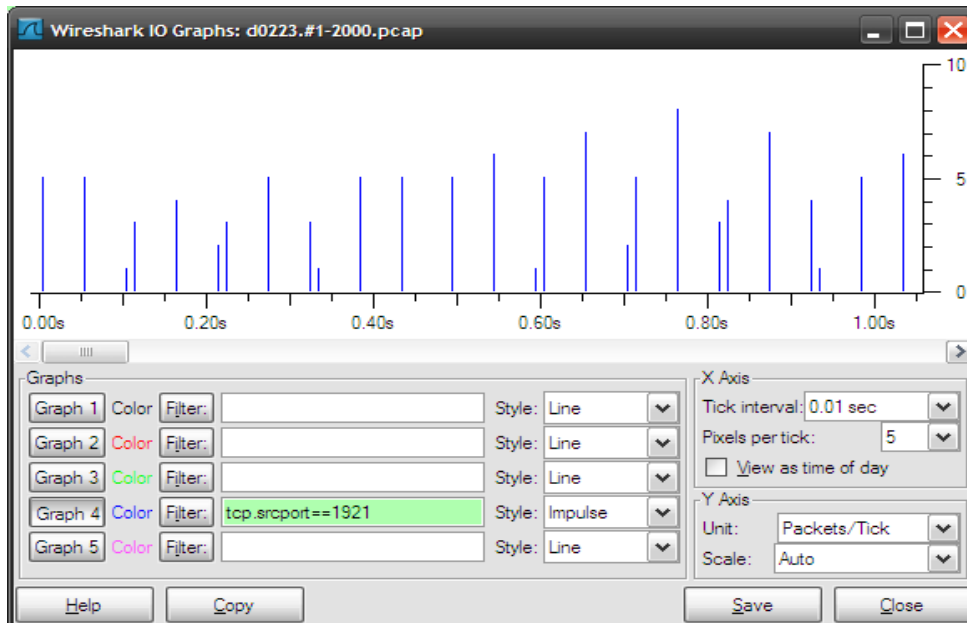 Wireshark IO Graphs: d0223.#1-2000.pcap
10
5
0
0.00s 0.20s 0.40s 0.60s 0.80s 1.00s
Graphs
Graph 1 Color Filter: Style: Line
Graph 2 Color Filter: Style: Line
Graph 3 Color Filter: Style: Line
Graph 4 Color Filter: tcp.srcport==1921 Style: Impulse
Graph 5 Color Filter: Style: Line
X Axis
Tick interval: 0.01 sec
Pixels per tick: 5
View as time of day
Y Axis
Unit: Packets/Tick
Scale: Auto
Help Copy Save Close